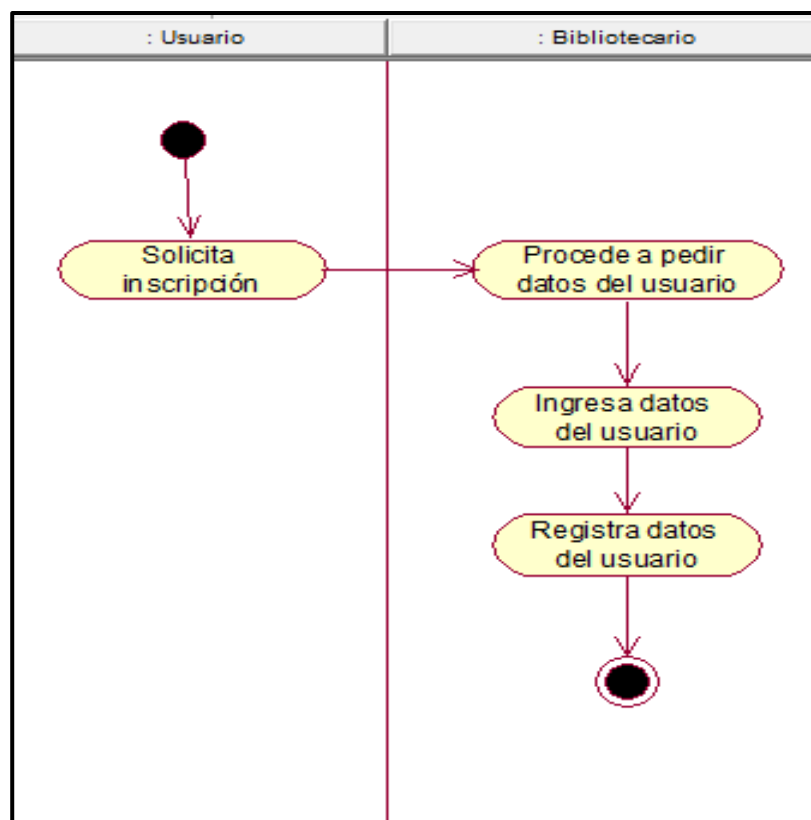 : Usuario
: Bibliotecario
Solicita
inscripción
Procede a pedir
datos del usuario
Ingresa datos
del usuario
Registra datos
del usuario